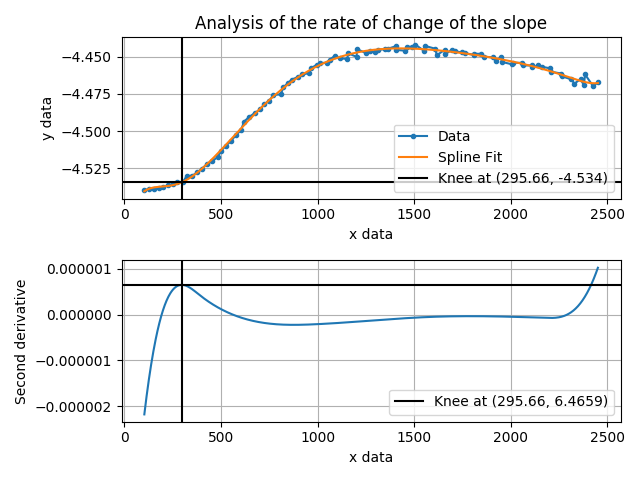 Analysis of the rate of change of the slope
y data
−4.450
−4.475
−4.500
−4.525
Data
Spline Fit
Knee at (295.66, -4.534)
0 500 1000 1500 2000 2500
x data
Second derivative
0.000001
0.000000
−0.000001
−0.000002
Knee at (295.66, 6.4659)
0 500 1000 1500 2000 2500
x data